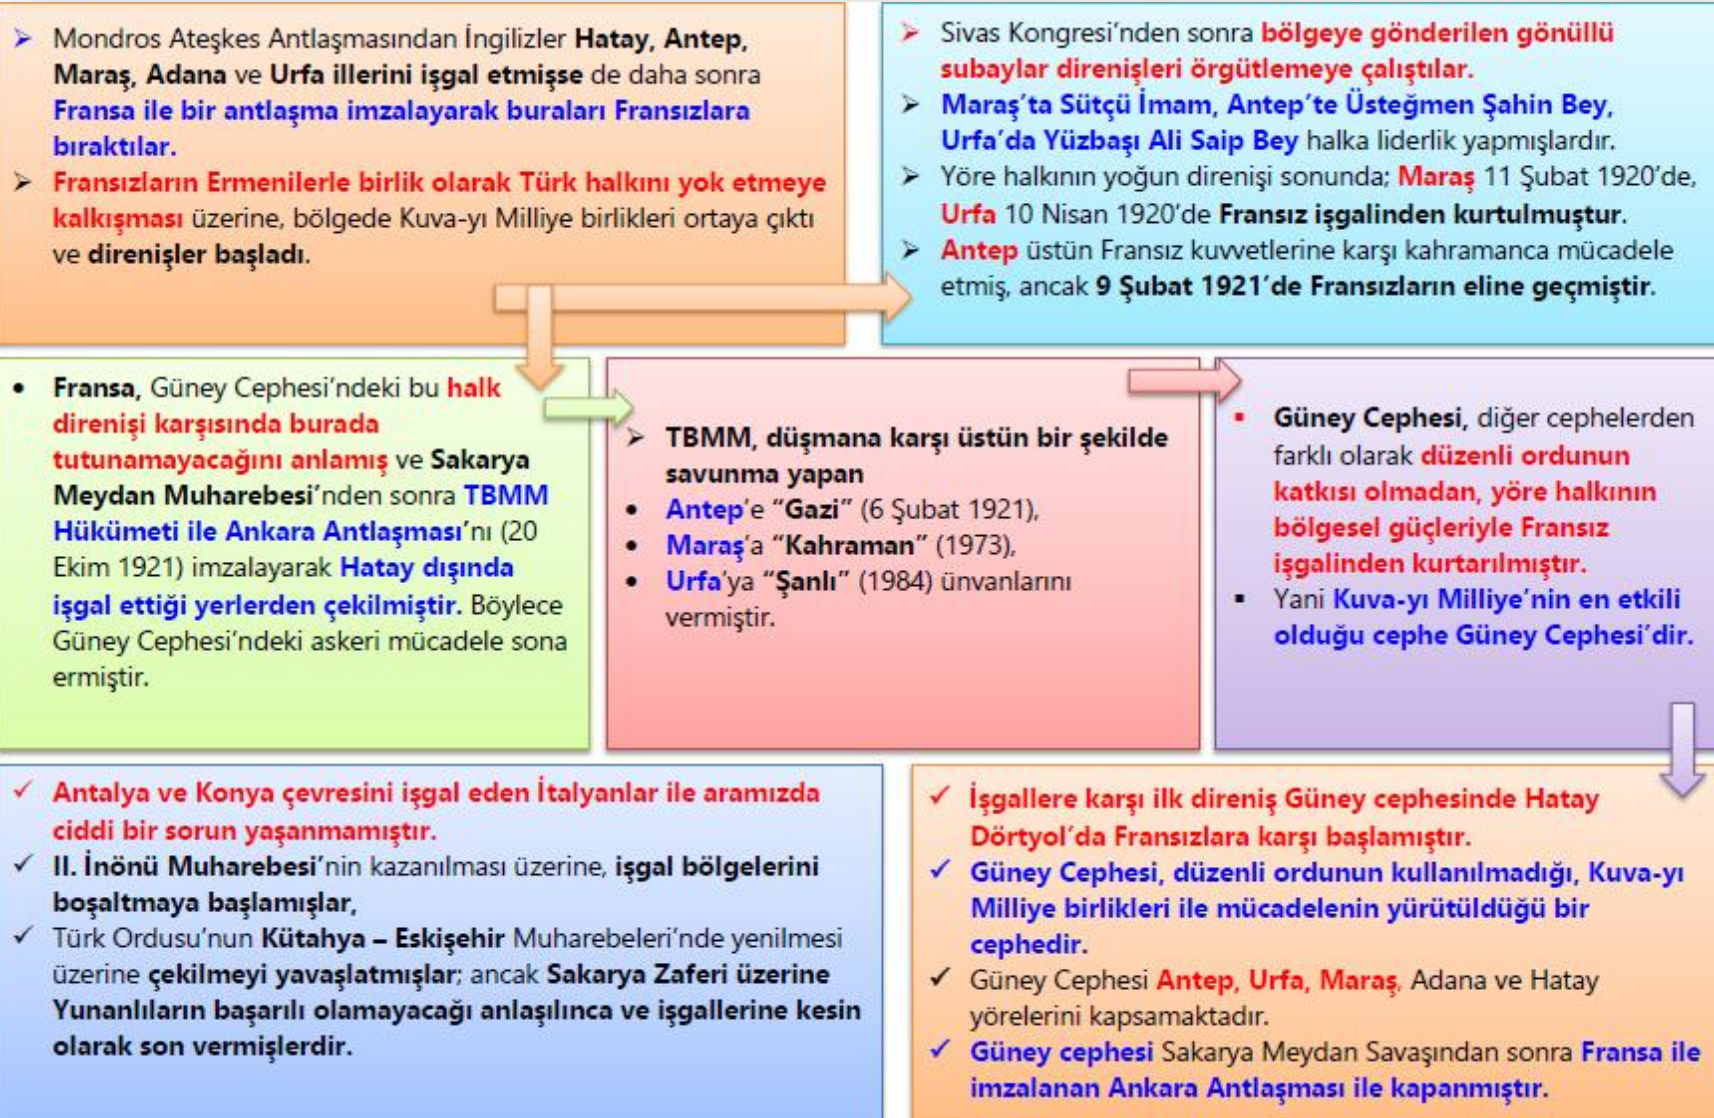 Mondros Ateşkes Antlaşmasından İngilizler Hatay, Antep,
Maraş, Adana ve Urfa illerini işgal etmişse de daha sonra
Fransa ile bir antlaşma imzalayarak buraları Fransızlara
bıraktılar.
Fransızların Ermenilerle birlik olarak Türk halkını yok etmeye
kalkışması üzerine, bölgede Kuva-yı Milliye birlikleri ortaya çıktı
ve direnişler başladı.
Sivas Kongresi'nden sonra bölgeye gönderilen gönüllü
subaylar direnişleri örgütlemeye çalıştılar.
Maraş'ta Sütçü İmam, Antep'te Üsteğmen Şahin Bey,
Urfa'da Yüzbaşı Ali Saip Bey halka liderlik yapmışlardır.
Yöre halkının yoğun direnişi sonunda; Maraş 11 Şubat 1920'de,
Urfa 10 Nisan 1920'de Fransız işgalinden kurtulmuştur.
Antep üstün Fransız kuvvetlerine karşı kahramanca mücadele
etmiş, ancak 9 Şubat 1921'de Fransızların eline geçmiştir.
Fransa, Güney Cephesi'ndeki bu halk
direnişi karşısında burada
tutunamayacağını anlamış ve Sakarya
Meydan Muharebesi'nden sonra TBMM
Hükümeti ile Ankara Antlaşması'nı (20
Ekim 1921) imzalayarak Hatay dışında
işgal ettiği yerlerden çekilmiştir. Böylece
Güney Cephesi'ndeki askeri mücadele sona
ermiştir.
TBMM, düşmana karşı üstün bir şekilde
savunma yapan
Antep'e "Gazi" (6 Şubat 1921),
Maraş'a "Kahraman" (1973),
Urfa'ya "Şanlı" (1984) ünvanlarını
vermiştir.
Güney Cephesi, diğer cephelerden
farklı olarak düzenli ordunun
katkısı olmadan, yöre halkının
bölgesel güçleriyle Fransız
işgalinden kurtarılmıştır.
Yani Kuva-yı Milliye'nin en etkili
olduğu cephe Güney Cephesi'dir.
Antalya ve Konya çevresini işgal eden İtalyanlar ile aramızda
ciddi bir sorun yaşanmamıştır.
II. İnönü Muharebesi'nin kazanılması üzerine, işgal bölgelerini
boşaltmaya başlamışlar,
Türk Ordusu'nun Kütahya – Eskişehir Muharebeleri'nde yenilmesi
üzerine çekilmeyi yavaşlatmışlar; ancak Sakarya Zaferi üzerine
Yunanlıların başarılı olamayacağı anlaşılınca ve işgallerine kesin
olarak son vermişlerdir.
İşgallere karşı ilk direniş Güney cephesinde Hatay
Dörtyol'da Fransızlara karşı başlamıştır.
Güney Cephesi, düzenli ordunun kullanılmadığı, Kuva-yı
Milliye birlikleri ile mücadelenin yürütüldüğü bir
cephedir.
Güney Cephesi Antep, Urfa, Maraş, Adana ve Hatay
yörelerini kapsamaktadır.
Güney cephesi Sakarya Meydan Savaşından sonra Fransa ile
imzalanan Ankara Antlaşması ile kapanmıştır.